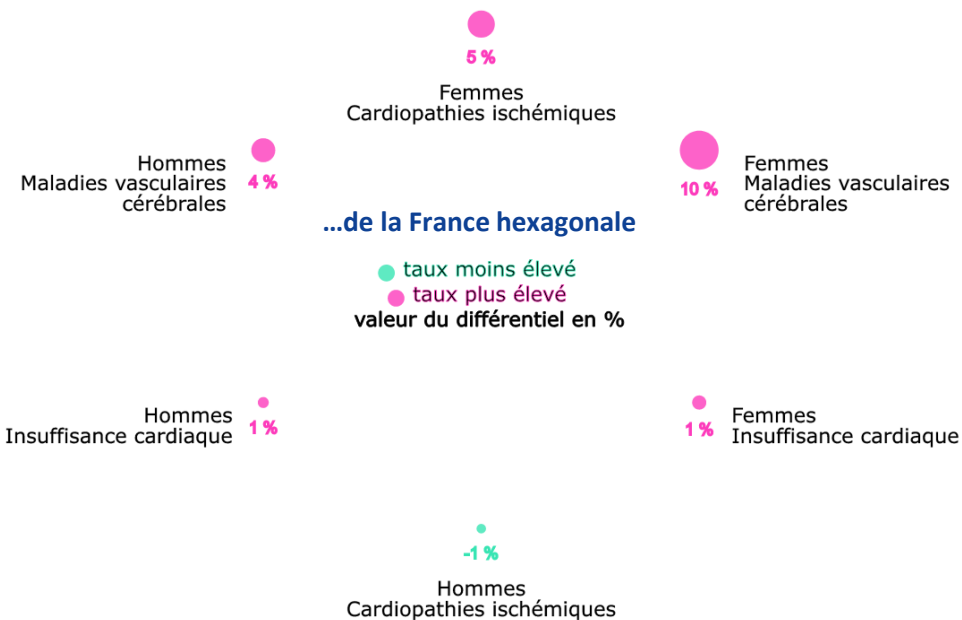 5 %
Femmes
Cardiopathies ischémiques
Hommes
Maladies vasculaires
cérébrales
4 %
10 %
Femmes
Maladies vasculaires
cérébrales
...de la France hexagonale
taux moins élevé
taux plus élevé
valeur du différentiel en %
Hommes
Insuffisance cardiaque
1 %
1 %
Femmes
Insuffisance cardiaque
-1 %
Hommes
Cardiopathies ischémiques